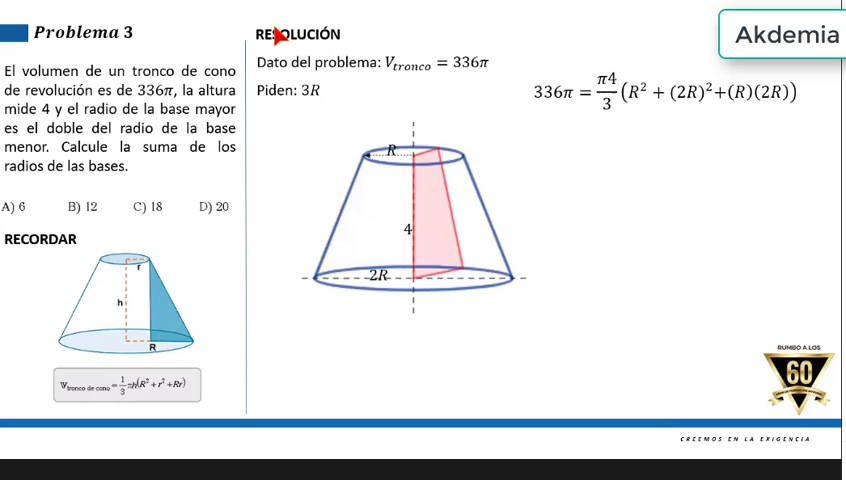 Problema 3
El volumen de un tronco de cono
de revolución es de 336π, la altura
mide 4 y el radio de la base mayor
es el doble del radio de la base
menor. Calcule la suma de los
radios de las bases.
A) 6 B) 12 C) 18 D) 20
RECORDAR
r
h
R
𝕍tronco de cono = 1/3 πh(R² + r² + Rr)
RESOLUCIÓN
Dato del problema: V_tronco = 336π
Piden: 3R
R
4
2R
336π = π4/3 (R² + (2R)²+(R)(2R))
Akdemia
RUMBO A LOS
60
CREEMOS EN LA EXIGENCIA